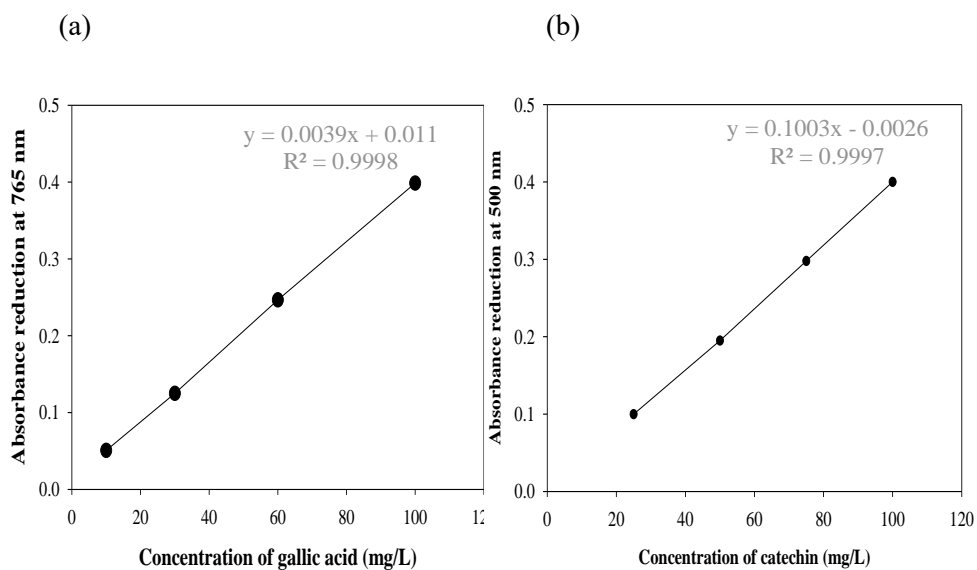 (a)
0.5
0.4
0.3
0.2
0.1
0.0
Absorbance reduction at 765 nm
y = 0.0039x + 0.011
R² = 0.9998
0 20 40 60 80 100 12
Concentration of gallic acid (mg/L)
(b)
0.5
0.4
0.3
0.2
0.1
0.0
Absorbance reduction at 500 nm
y = 0.1003x - 0.0026
R² = 0.9997
0 20 40 60 80 100 120
Concentration of catechin (mg/L)